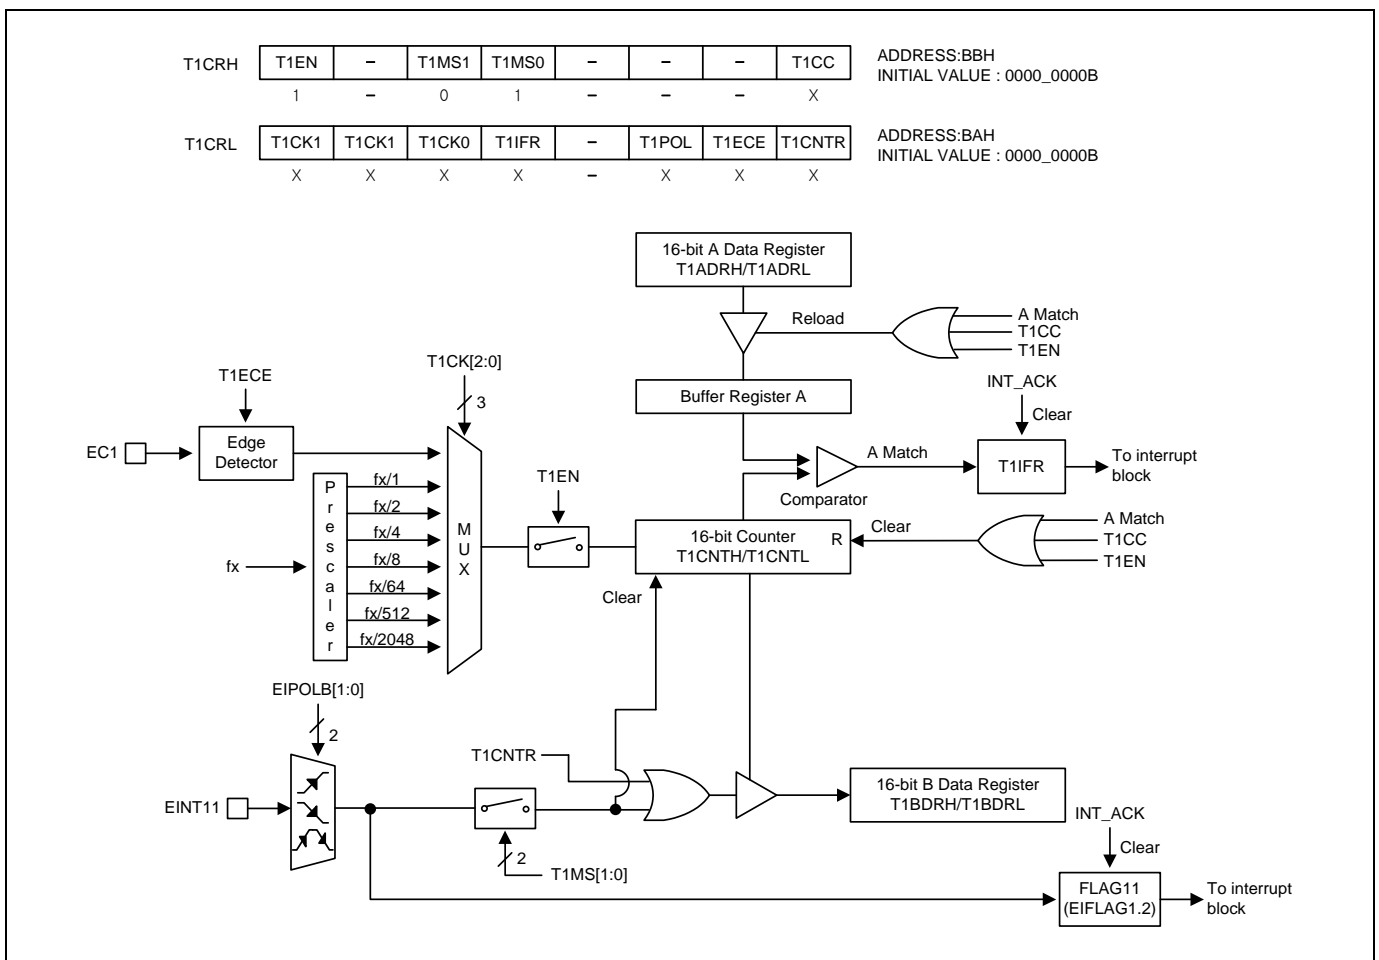 T1CRH T1EN – T1MS1 T1MS0 – – – T1CC ADDRESS:BBH
INITIAL VALUE : 0000_0000B
1 – 0 1 – – – X
T1CRL T1CK1 T1CK1 T1CK0 T1IFR – T1POL T1ECE T1CNTR ADDRESS:BAH
INITIAL VALUE : 0000_0000B
X X X X – X X X
16-bit A Data Register
T1ADRH/T1ADRL
Reload
A Match
T1CC
T1EN
T1CK[2:0]
3
T1ECE
Buffer Register A
INT_ACK
Clear
EC1
Edge
Detector
A Match
T1IFR
To interrupt
block
Comparator
Prescaler
fx/1
fx/2
fx/4
fx/8
fx/64
fx/512
fx/2048
fx
MUX
T1EN
16-bit Counter
T1CNTH/T1CNTL
R
Clear
A Match
T1CC
T1EN
Clear
EIPOLB[1:0]
2
T1CNTR
EINT11
2
T1MS[1:0]
16-bit B Data Register
T1BDRH/T1BDRL
INT_ACK
Clear
FLAG11
(EIFLAG1.2)
To interrupt
block